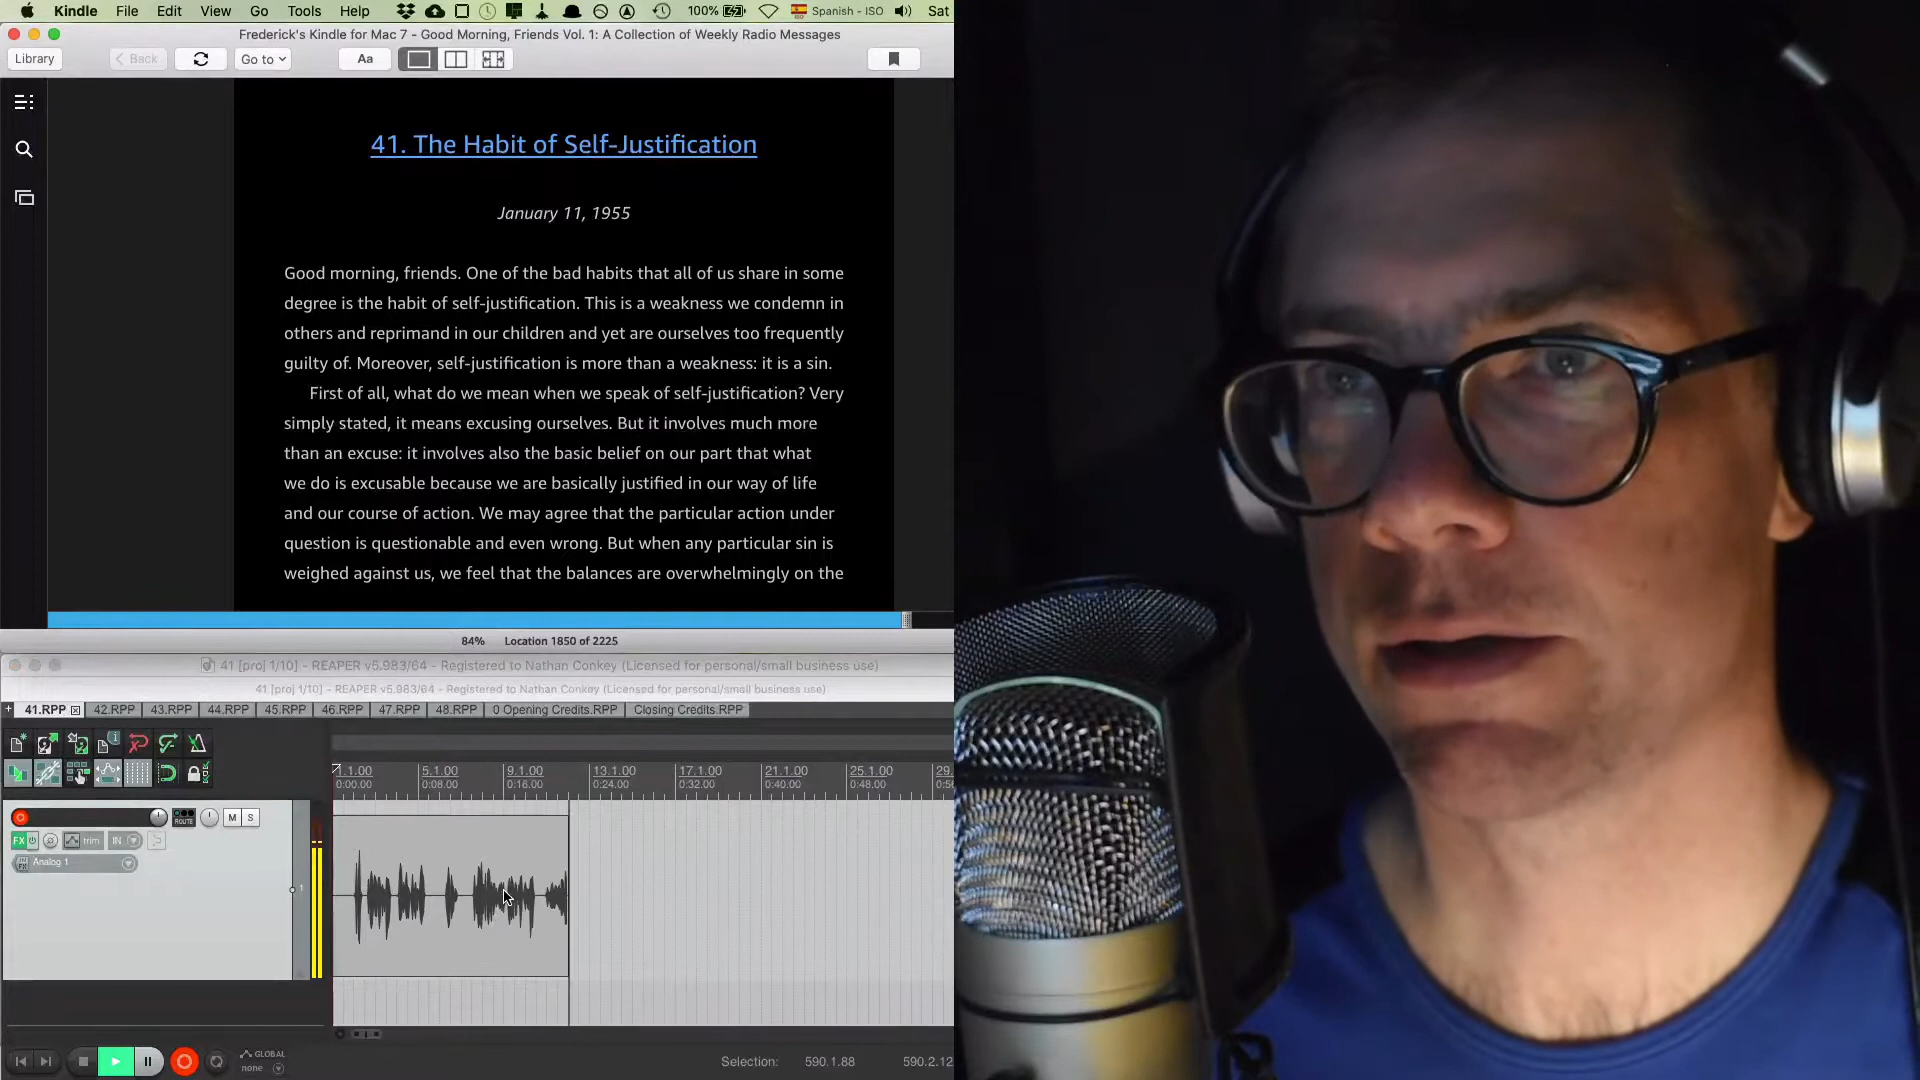 Kindle File Edit View Go Tools Help 100% Spanish - ISO Sat
Frederick's Kindle for Mac 7 - Good Morning, Friends Vol. 1: A Collection of Weekly Radio Messages
Library Back Go to Aa
41. The Habit of Self-Justification
January 11, 1955
Good morning, friends. One of the bad habits that all of us share in some
degree is the habit of self-justification. This is a weakness we condemn in
others and reprimand in our children and yet are ourselves too frequently
guilty of. Moreover, self-justification is more than a weakness: it is a sin.
First of all, what do we mean when we speak of self-justification? Very
simply stated, it means excusing ourselves. But it involves much more
than an excuse: it involves also the basic belief on our part that what
we do is excusable because we are basically justified in our way of life
and our course of action. We may agree that the particular action under
question is questionable and even wrong. But when any particular sin is
weighed against us, we feel that the balances are overwhelmingly on the
84% Location 1850 of 2225
41 [proj 1/10] - REAPER v5.983/64 - Registered to Nathan Conkey (Licensed for personal/small business use)
41 [proj 1/10] - REAPER v5.983/64 - Registered to Nathan Conkey (Licensed for personal/small business use)
+ 41.RPP 42.RPP 43.RPP 44.RPP 45.RPP 46.RPP 47.RPP 48.RPP 0 Opening Credits.RPP Closing Credits.RPP
1.1.00 5.1.00 9.1.00 13.1.00 17.1.00 21.1.00 25.1.00 29.
0:00.00 0:08.00 0:16.00 0:24.00 0:32.00 0:40.00 0:48.00 0:56
ROUTE M S
FX trim IN
Analog 1
1
GLOBAL
none
Selection: 590.1.88 590.2.12